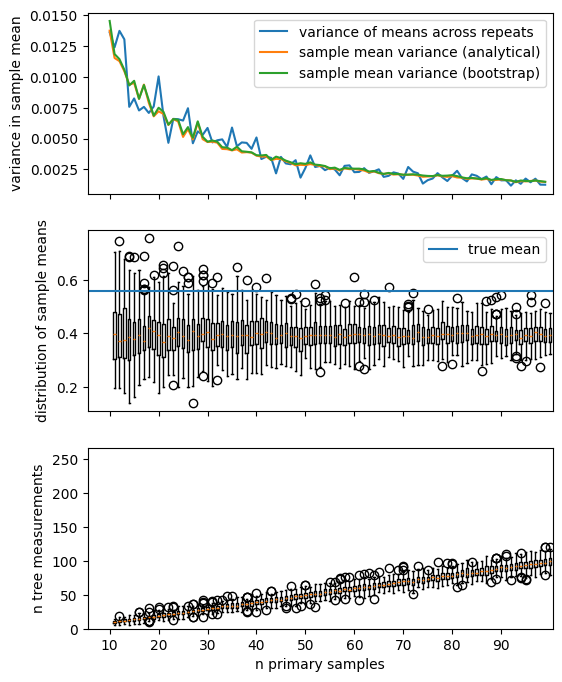 variance in sample mean
0.0150
0.0125
0.0100
0.0075
0.0050
0.0025
variance of means across repeats
sample mean variance (analytical)
sample mean variance (bootstrap)
distribution of sample means
0.6
0.4
0.2
true mean
n tree measurements
250
200
150
100
50
0
10 20 30 40 50 60 70 80 90
n primary samples